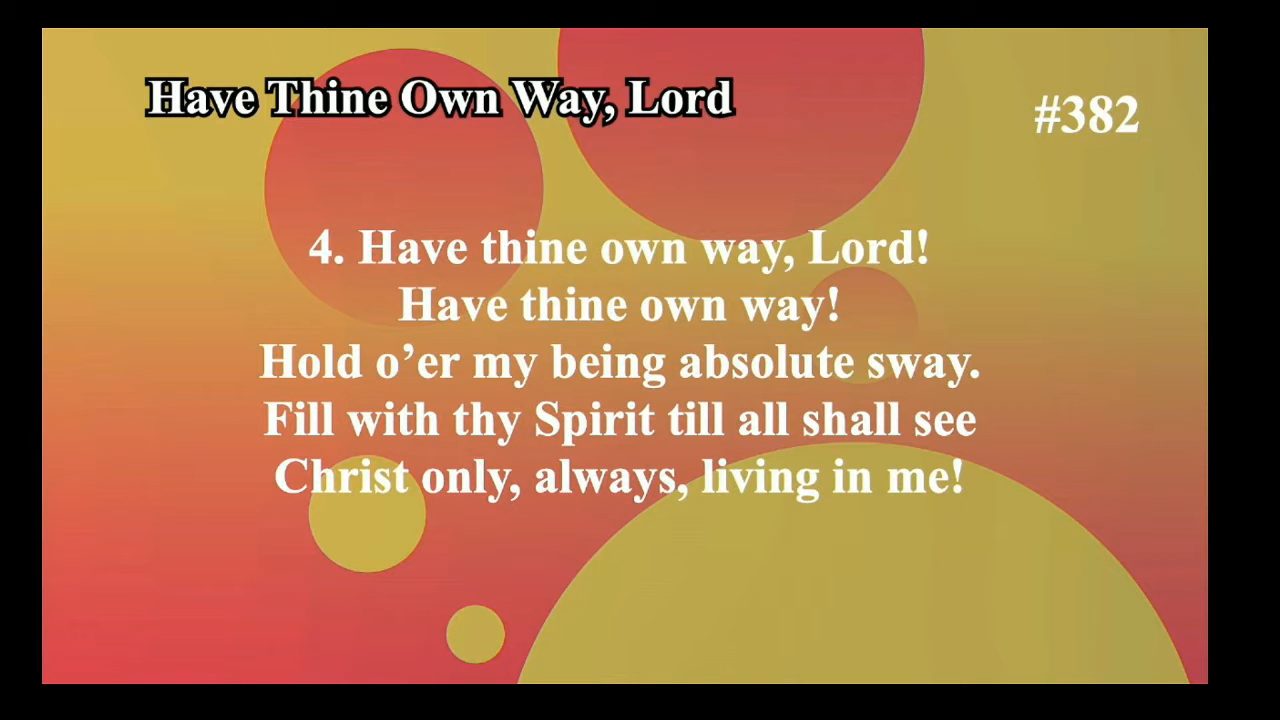 Have Thine Own Way, Lord
#382
4. Have thine own way, Lord!
Have thine own way!
Hold o’er my being absolute sway.
Fill with thy Spirit till all shall see
Christ only, always, living in me!